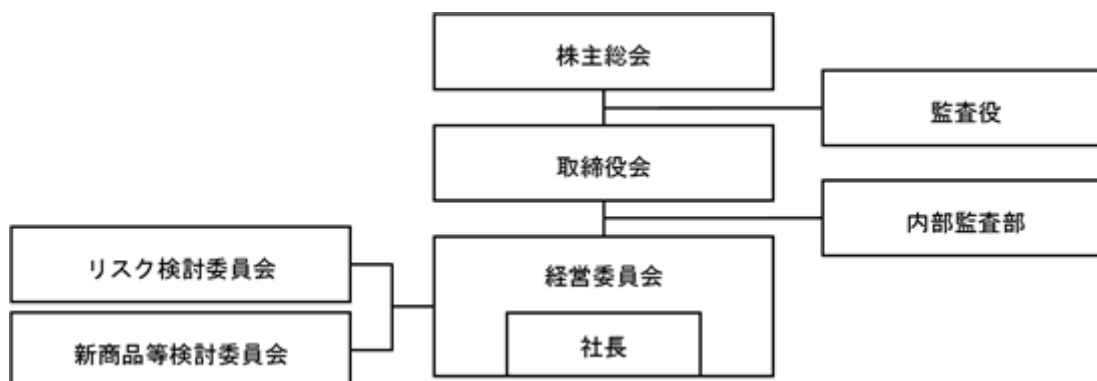 株主総会
監査役
取締役会
内部監査部
リスク検討委員会
経営委員会
新商品等検討委員会
社長